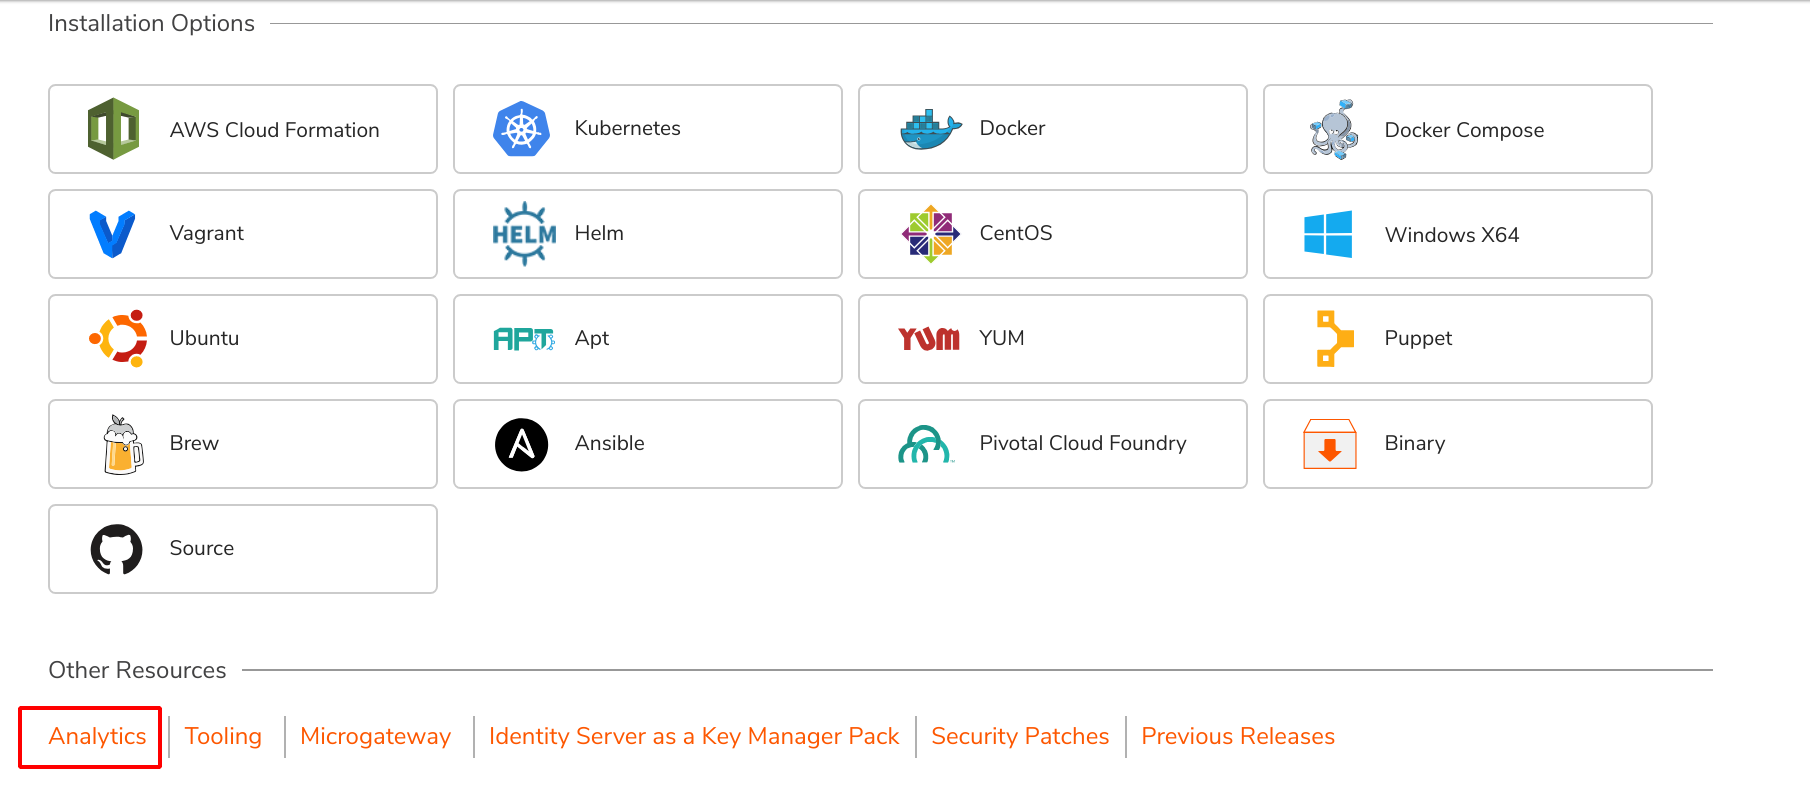 Installation Options
AWS Cloud Formation
Kubernetes
Docker
Docker Compose
Vagrant
HELM
Helm
CentOS
Windows X64
Ubuntu
APT
Apt
YUM
YUM
Puppet
Brew
Ansible
Pivotal Cloud Foundry
Binary
Source
Other Resources
Analytics
Tooling
Microgateway
Identity Server as a Key Manager Pack
Security Patches
Previous Releases